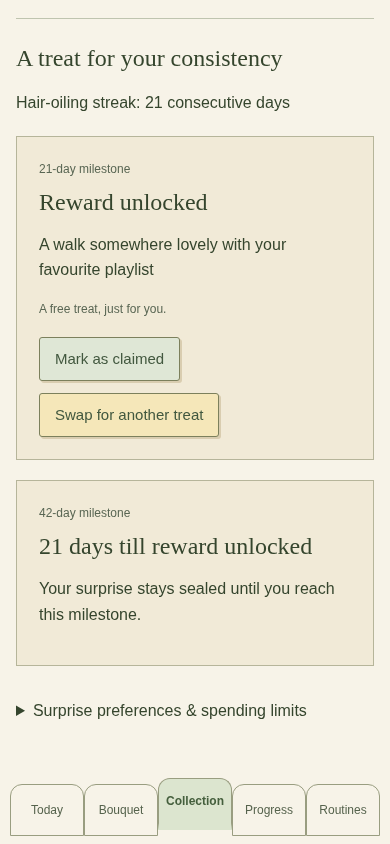 A treat for your consistency
Hair-oiling streak: 21 consecutive days
21-day milestone
Reward unlocked
A walk somewhere lovely with your
favourite playlist
A free treat, just for you.
Mark as claimed
Swap for another treat
42-day milestone
21 days till reward unlocked
Your surprise stays sealed until you reach
this milestone.
Surprise preferences & spending limits
Today
Bouquet
Collection
Progress
Routines